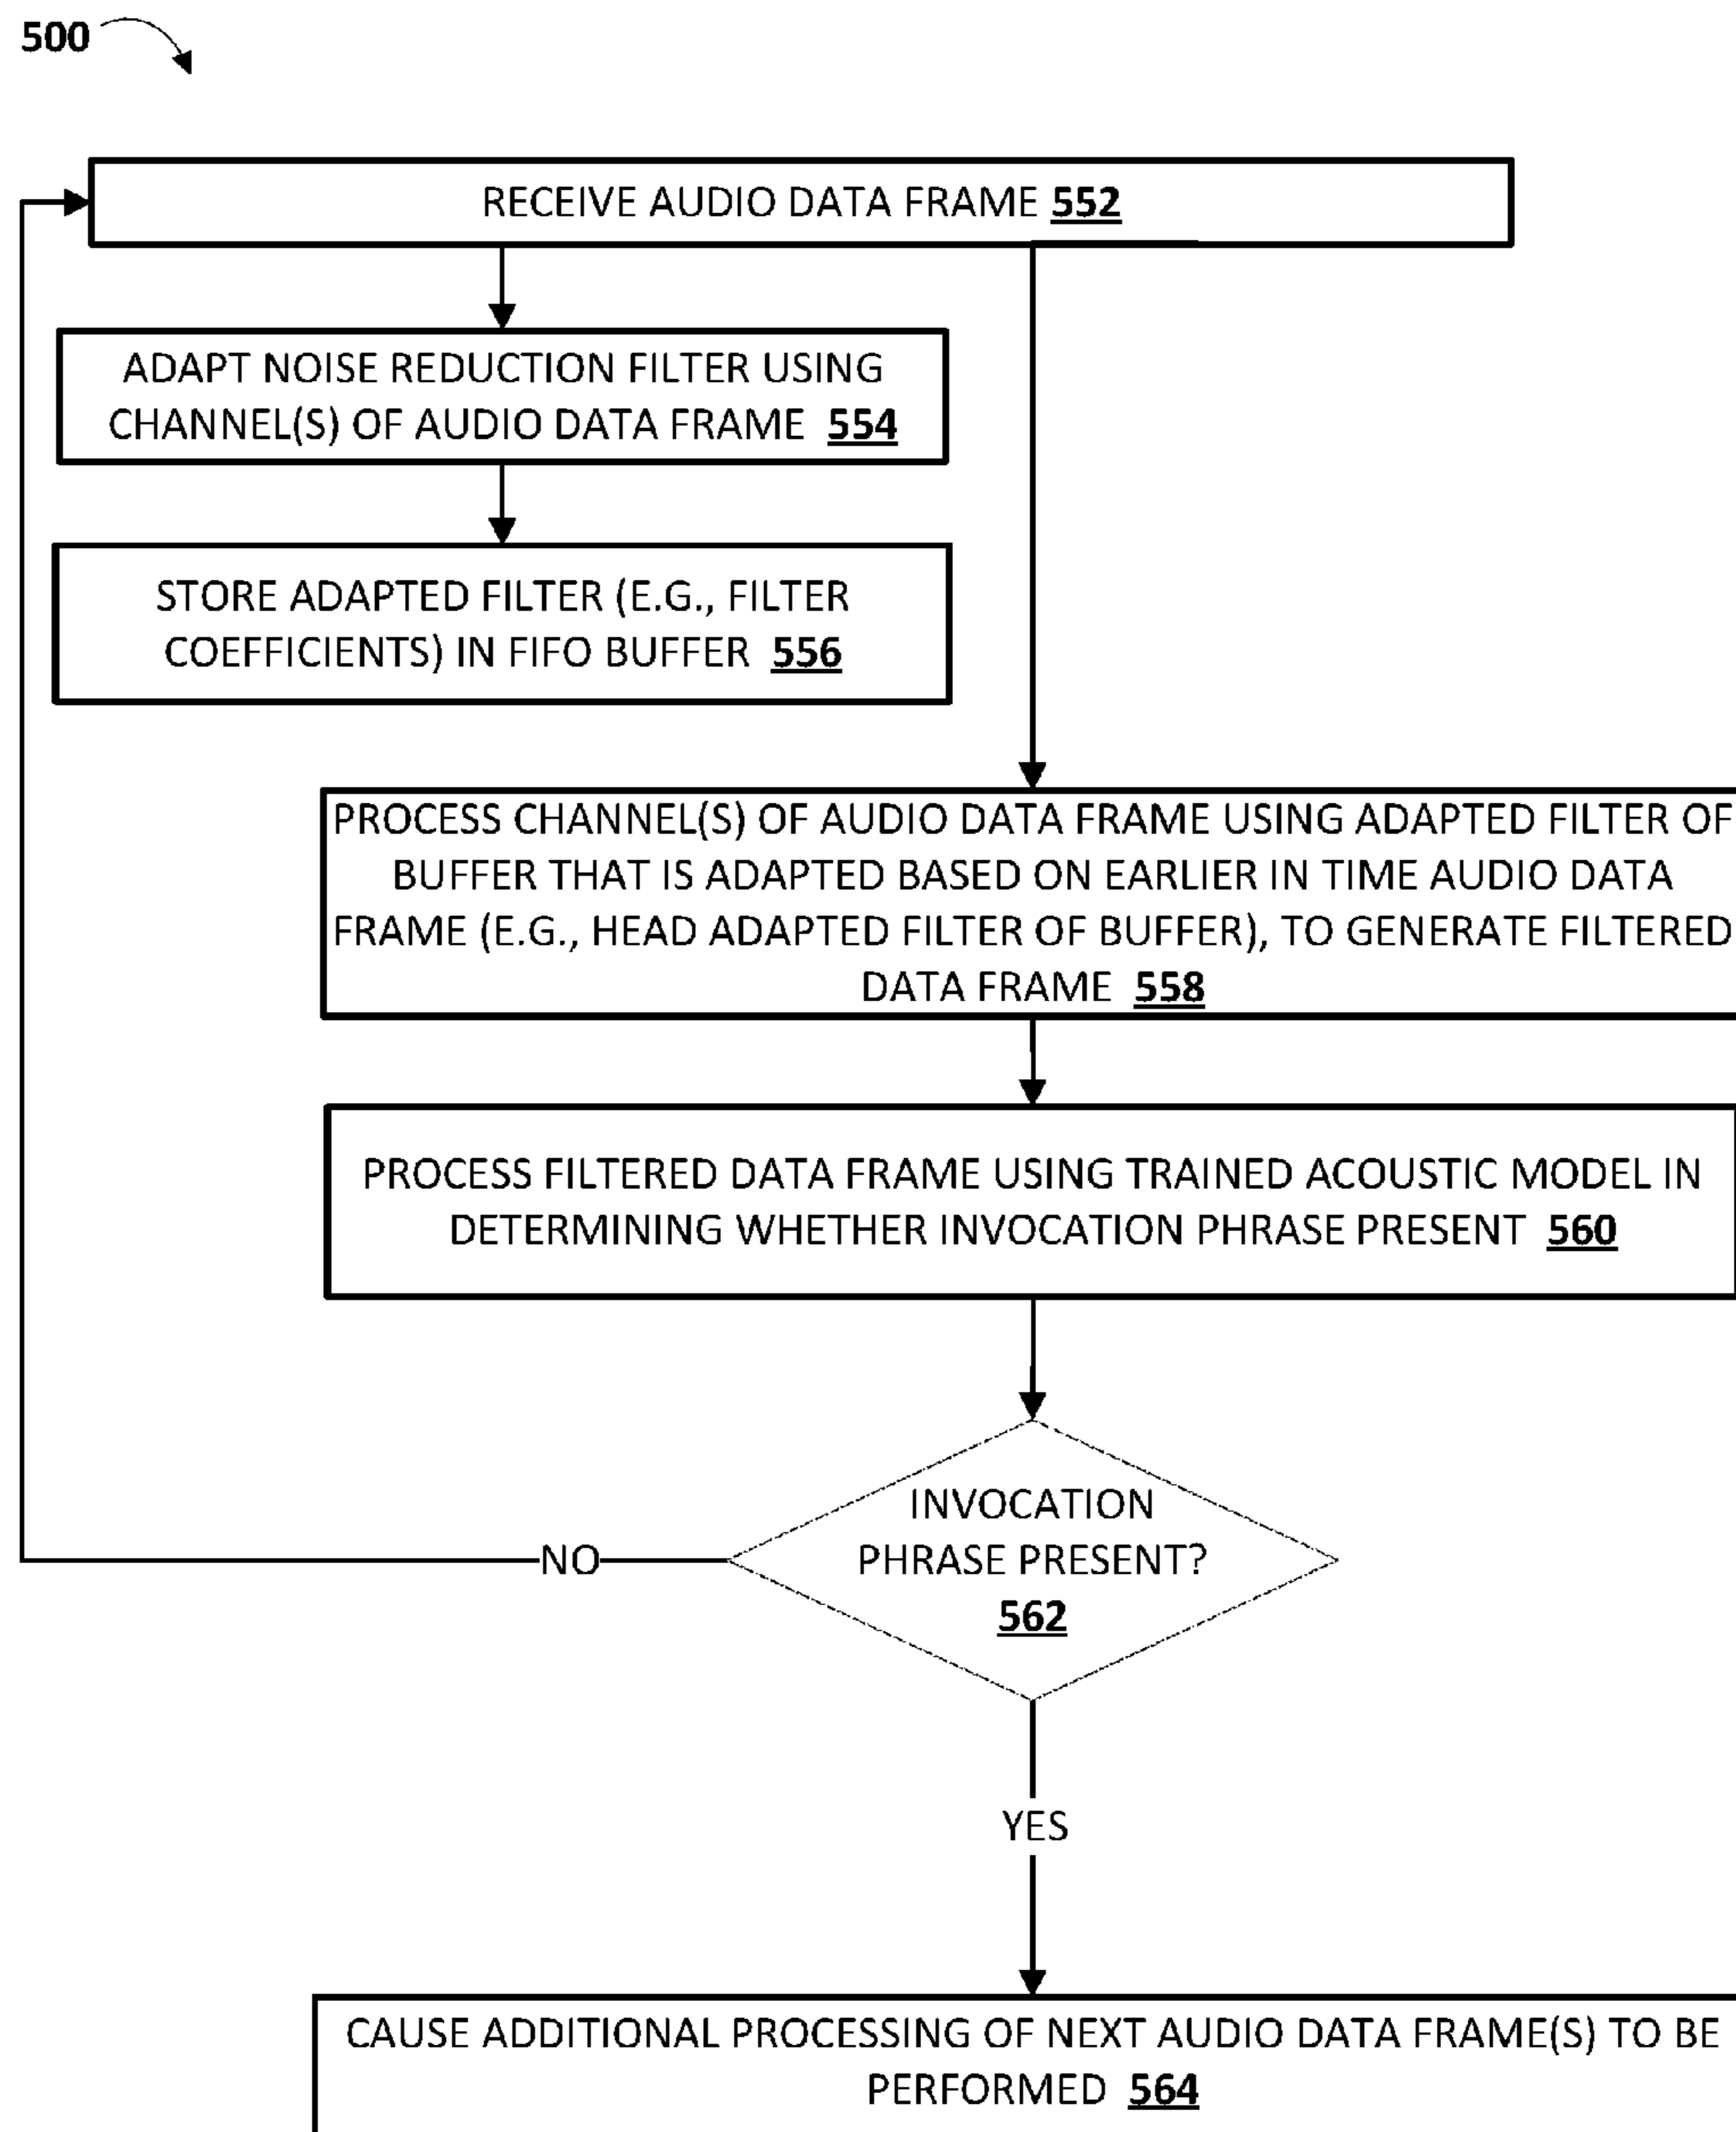 500
RECEIVE AUDIO DATA FRAME 552
ADAPT NOISE REDUCTION FILTER USING
CHANNEL(S) OF AUDIO DATA FRAME 554
STORE ADAPTED FILTER (E.G., FILTER
COEFFICIENTS) IN FIFO BUFFER 556
PROCESS CHANNEL(S) OF AUDIO DATA FRAME USING ADAPTED FILTER OF
BUFFER THAT IS ADAPTED BASED ON EARLIER IN TIME AUDIO DATA
FRAME (E.G., HEAD ADAPTED FILTER OF BUFFER), TO GENERATE FILTERED
DATA FRAME 558
PROCESS FILTERED DATA FRAME USING TRAINED ACOUSTIC MODEL IN
DETERMINING WHETHER INVOCATION PHRASE PRESENT 560
INVOCATION
PHRASE PRESENT?
562
NO
YES
CAUSE ADDITIONAL PROCESSING OF NEXT AUDIO DATA FRAME(S) TO BE
PERFORMED 564